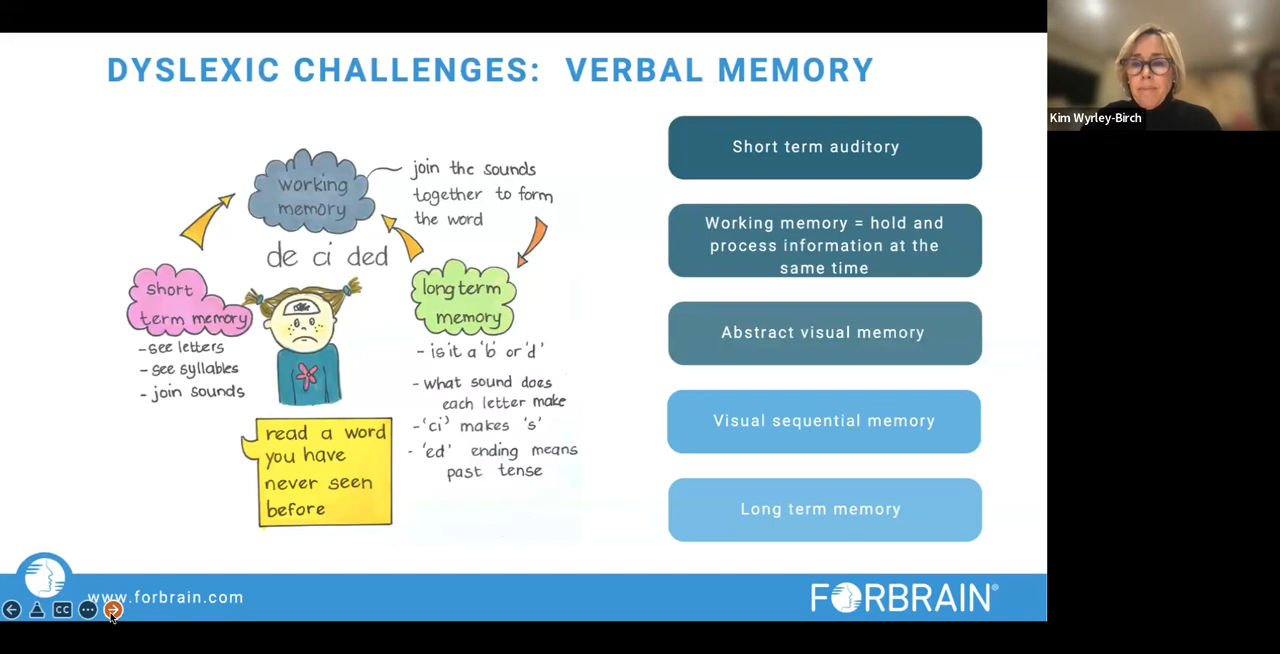 DYSLEXIC CHALLENGES: VERBAL MEMORY
Kim Wyrley-Birch
working
memory
join the sounds
together to form
the word
de ci ded
short
term memory
- see letters
- see syllables
- join sounds
long term
memory
- is it a 'b' or 'd'
- what sound does
each letter make
- 'ci' makes 's'
- 'ed' ending means
past tense
read a word
you have
never seen
before
Short term auditory
Working memory = hold and
process information at the
same time
Abstract visual memory
Visual sequential memory
Long term memory
www.forbrain.com
CC
FORBRAIN®